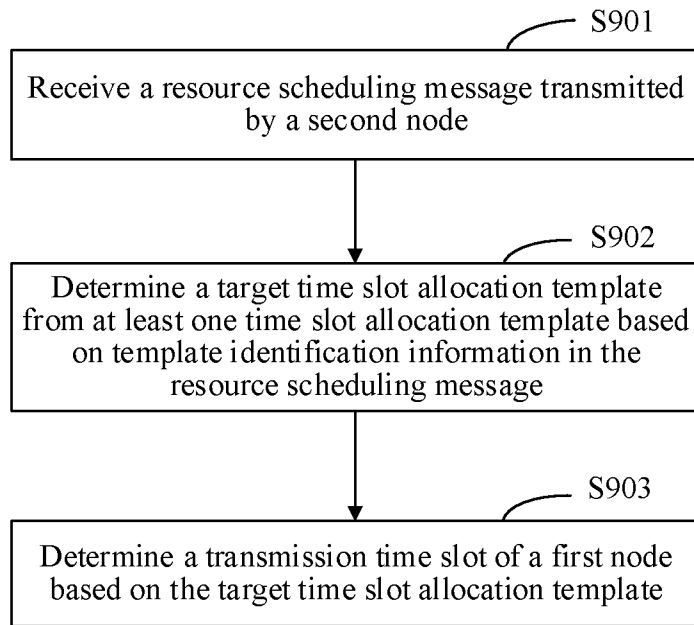 S901
Receive a resource scheduling message transmitted
by a second node
S902
Determine a target time slot allocation template
from at least one time slot allocation template based
on template identification information in the
resource scheduling message
S903
Determine a transmission time slot of a first node
based on the target time slot allocation template